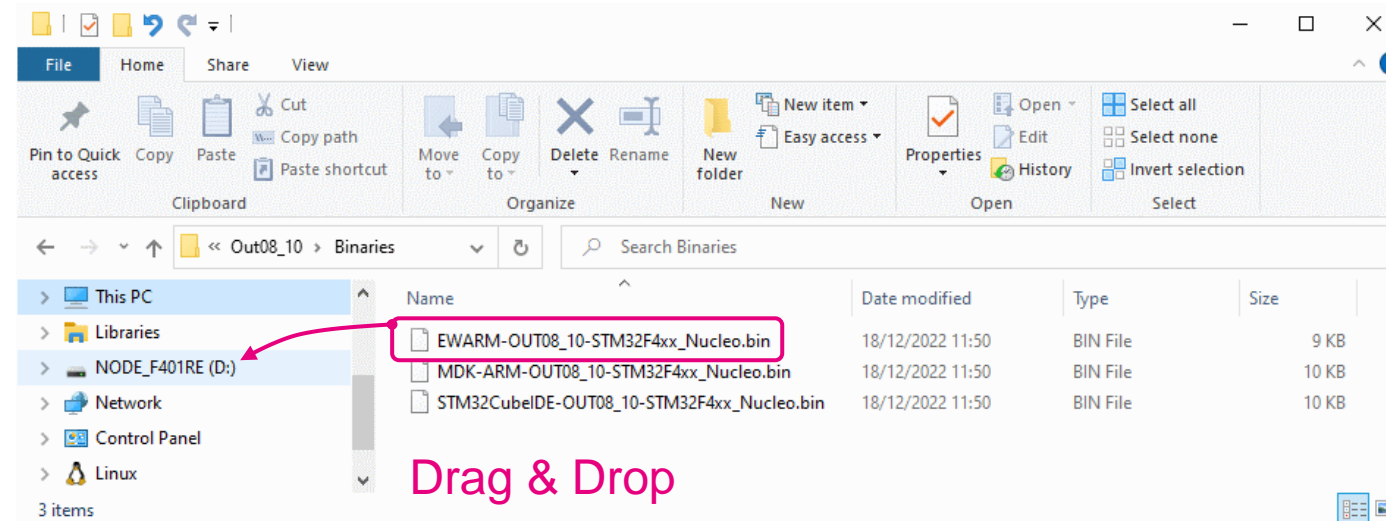 File Home Share View
Pin to Quick access
Copy
Paste
Cut
Copy path
Paste shortcut
Move to
Copy to
Delete
Rename
New folder
New item
Easy access
Properties
Open
Edit
History
Select all
Select none
Invert selection
Clipboard Organize New Open Select
« Out08_10 > Binaries
Search Binaries
Name Date modified Type Size
This PC
Libraries
NODE_F401RE (D:)
Network
Control Panel
Linux
EWARM-OUT08_10-STM32F4xx_Nucleo.bin 18/12/2022 11:50 BIN File 9 KB
MDK-ARM-OUT08_10-STM32F4xx_Nucleo.bin 18/12/2022 11:50 BIN File 10 KB
STM32CubeIDE-OUT08_10-STM32F4xx_Nucleo.bin 18/12/2022 11:50 BIN File 10 KB
Drag & Drop
3 items